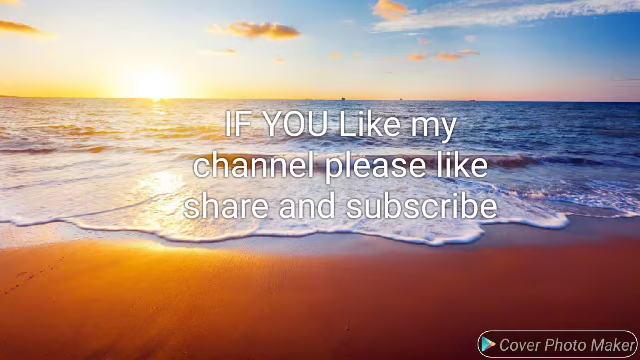 IF YOU Like my
channel please like
share and subscribe
Cover Photo Maker